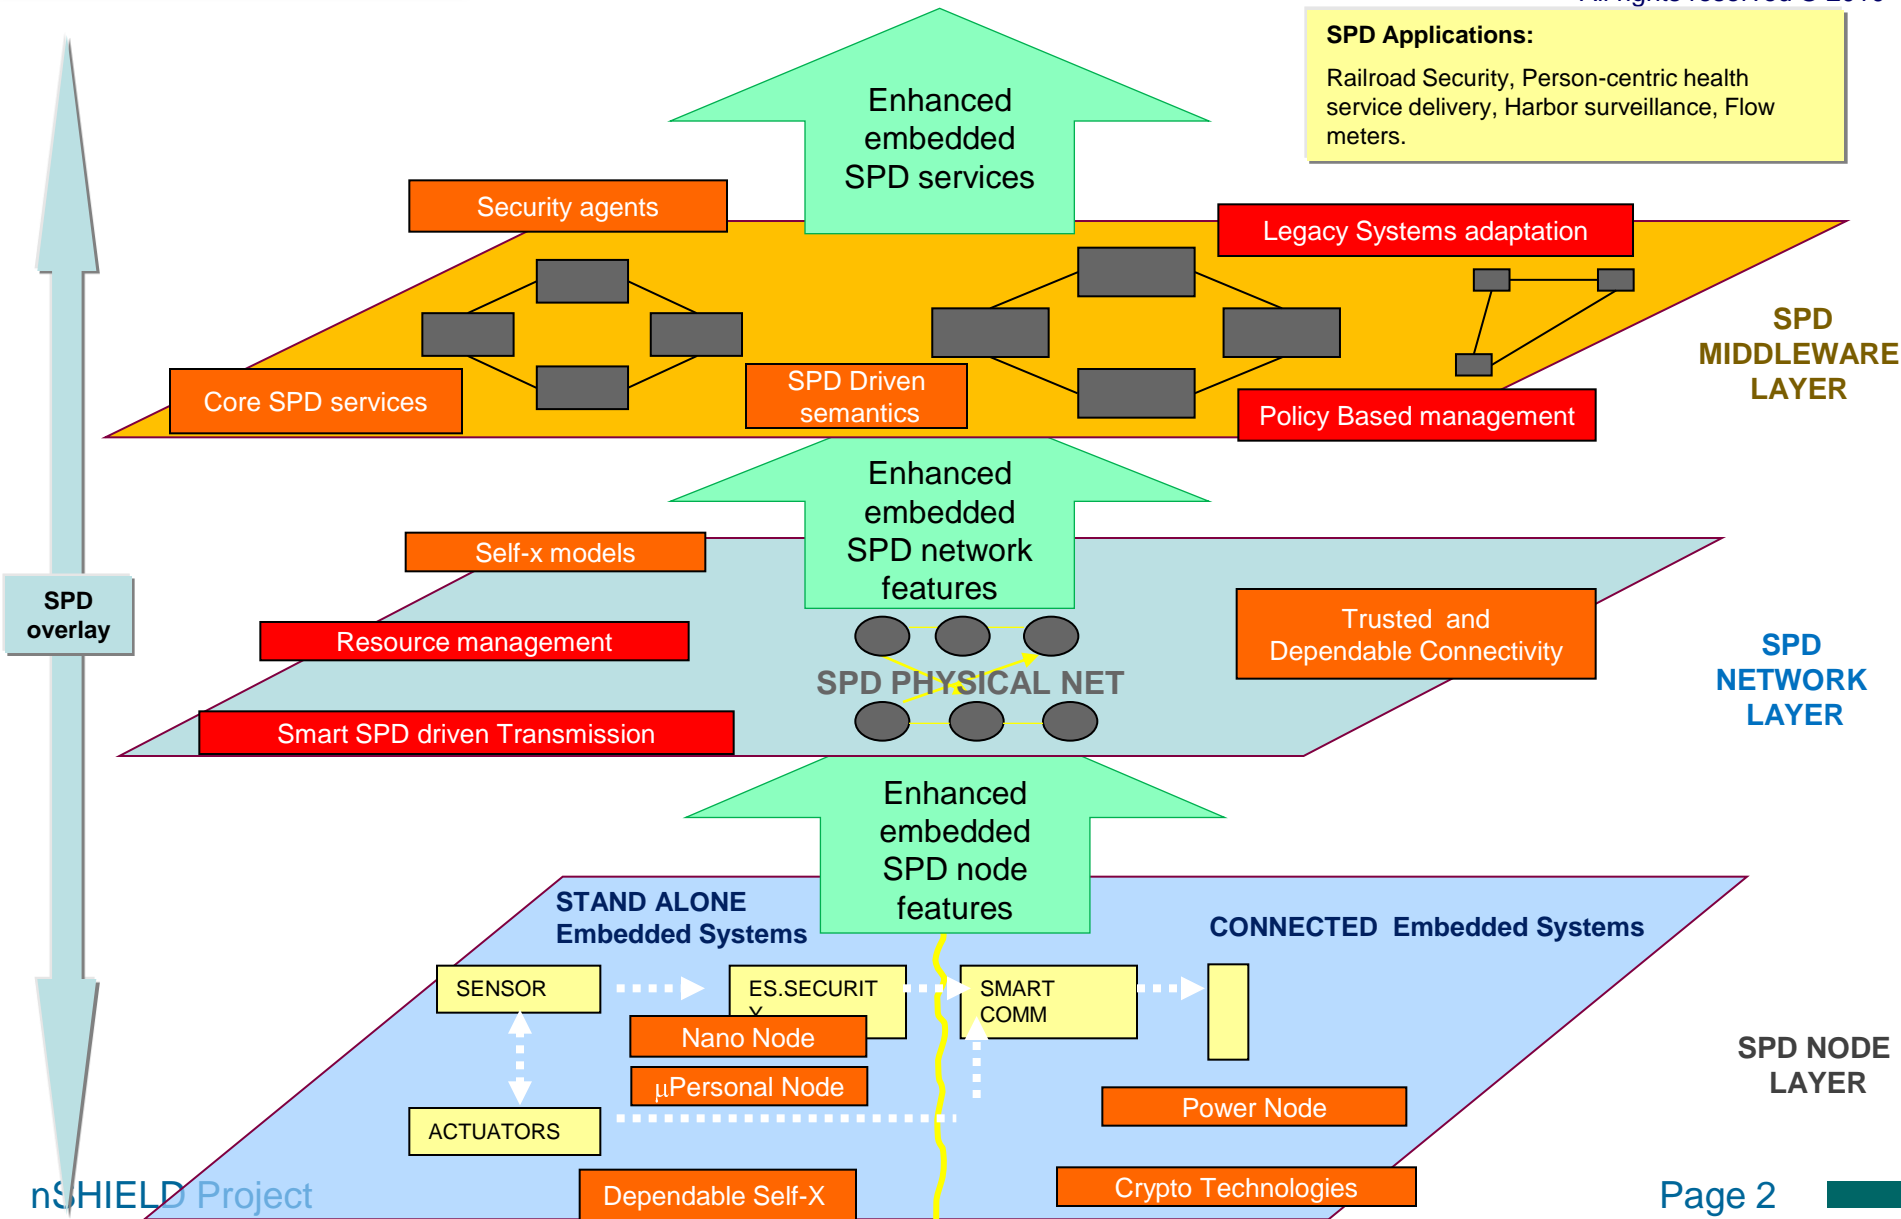 SPD Applications:
Railroad Security, Person-centric health
service delivery, Harbor surveillance, Flow
meters.
Enhanced
embedded
SPD services
Security agents
Legacy Systems adaptation
SPD
MIDDLEWARE
LAYER
Core SPD services
SPD Driven
semantics
Policy Based management
Enhanced
embedded
SPD network
features
Self-x models
SPD
overlay
Resource management
Trusted and
Dependable Connectivity
SPD PHYSICAL NET
SPD
NETWORK
LAYER
Smart SPD driven Transmission
Enhanced
embedded
SPD node
features
STAND ALONE
Embedded Systems
CONNECTED Embedded Systems
SENSOR
ES.SECURIT
Y
SMART
COMM
Nano Node
µPersonal Node
SPD NODE
LAYER
Power Node
ACTUATORS
Dependable Self-X
Crypto Technologies
nSHIELD Project
Page 2